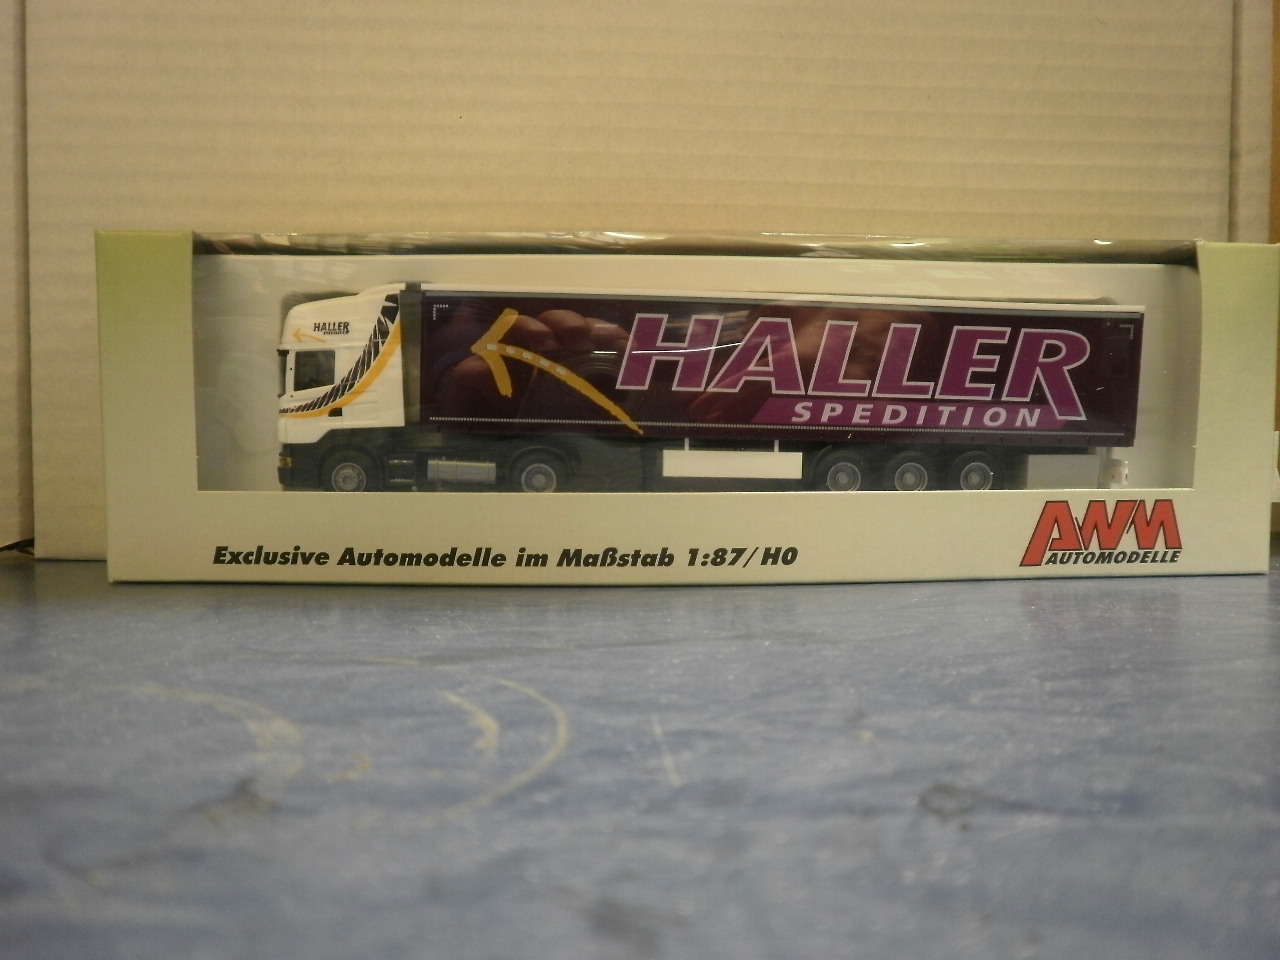 HALLER
HALLER
SPEDITION
Exclusive Automodelle im Maßstab 1:87/H0
AWM
AUTOMODELLE